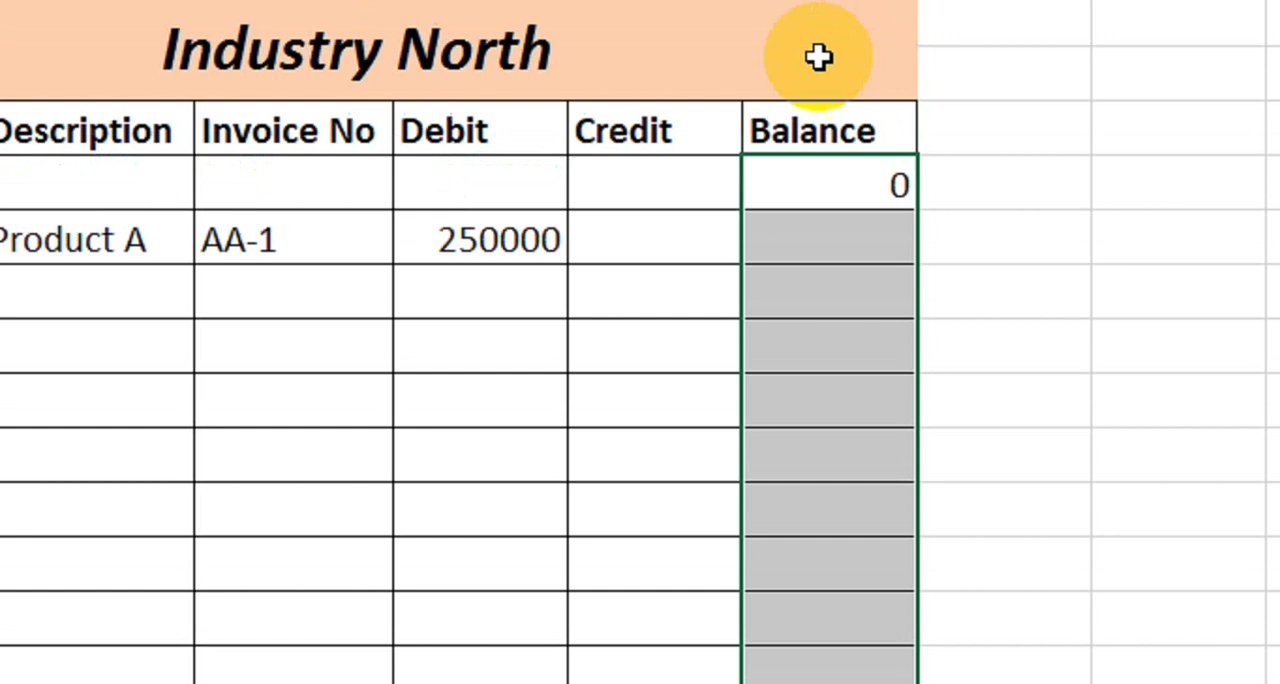 Industry North
Description Invoice No Debit Credit Balance
0
Product A AA-1 250000